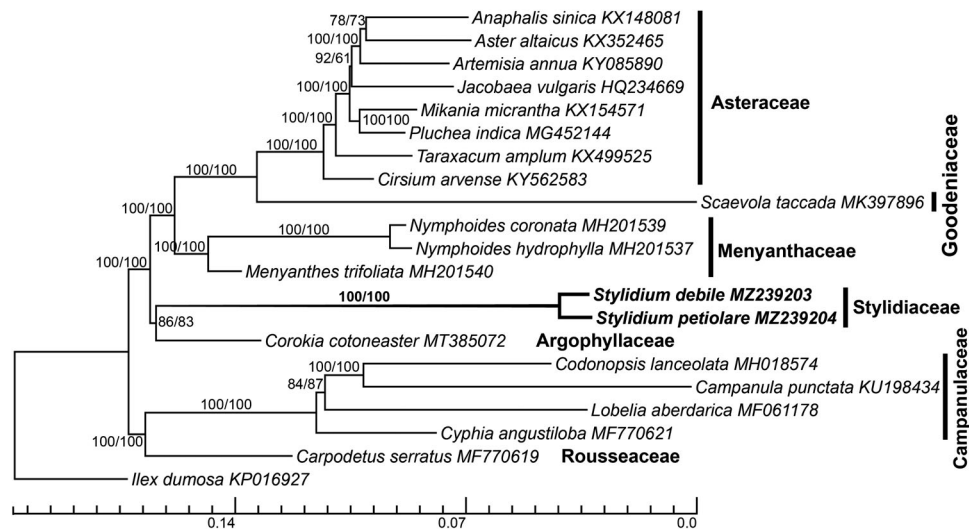 78/73
Anaphalis sinica KX148081
100/100
Aster altaicus KX352465
92/61
Artemisia annua KY085890
100/100
Jacobaea vulgaris HQ234669
Asteraceae
Mikania micrantha KX154571
100/100
100100
Pluchea indica MG452144
100/100
Taraxacum amplum KX499525
100/100
Cirsium arvense KY562583
Scaevola taccada MK397896
Goodeniaceae
100/100
Nymphoides coronata MH201539
100/100
100/100
Nymphoides hydrophylla MH201537
Menyanthaceae
100/100
Menyanthes trifoliata MH201540
100/100
Stylidium debile MZ239203
Stylidiaceae
Stylidium petiolare MZ239204
86/83
Corokia cotoneaster MT385072
Argophyllaceae
100/100
Codonopsis lanceolata MH018574
84/87
Campanula punctata KU198434
Campanulaceae
100/100
Lobelia aberdarica MF061178
Cyphia angustiloba MF770621
100/100
Carpodetus serratus MF770619
Rousseaceae
Ilex dumosa KP016927
0.14
0.07
0.0